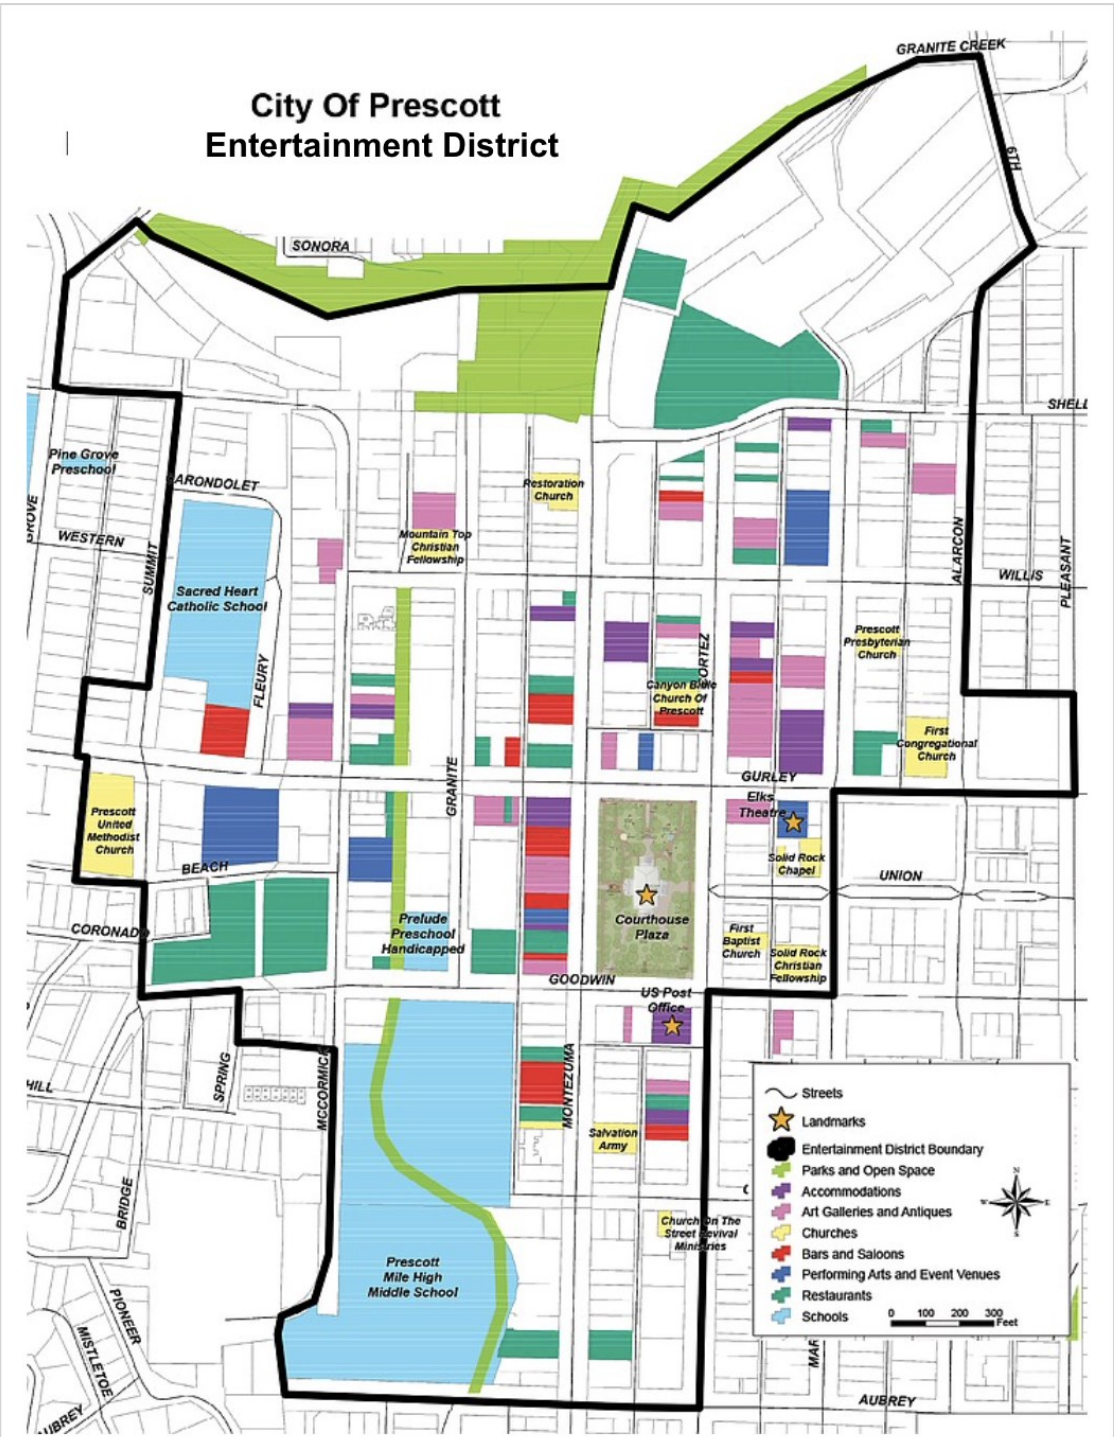 City Of Prescott
Entertainment District
GRANITE CREEK
6TH
SONORA
SHELL
Pine Grove
Preschool
GROVE
WESTERN
SUMMIT
CARONDOLET
Restoration
Church
Mountain Top
Christian
Fellowship
ALARCON
WILLIS
PLEASANT
Sacred Heart
Catholic School
FLEURY
Prescott
Presbyterian
Church
CORTEZ
Canyon Bible
Church Of
Prescott
First
Congregational
Church
GRANITE
GURLEY
Elks
Theatre
Prescott
United
Methodist
Church
Solid Rock
Chapel
BEACH
UNION
Courthouse
Plaza
CORONADO
Prelude
Preschool
Handicapped
First
Baptist
Church
Solid Rock
Christian
Fellowship
GOODWIN
US Post
Office
SPRING
MCCORMICK
MONTEZUMA
HILL
Salvation
Army
BRIDGE
Church On The
Street Revival
Ministries
Prescott
Mile High
Middle School
PIONEER
MISTLETOE
AUBREY
MAR
AUBREY
Streets
Landmarks
Entertainment District Boundary
Parks and Open Space
Accommodations
Art Galleries and Antiques
Churches
Bars and Saloons
Performing Arts and Event Venues
Restaurants
Schools
N
W
E
S
0 100 200 300
Feet